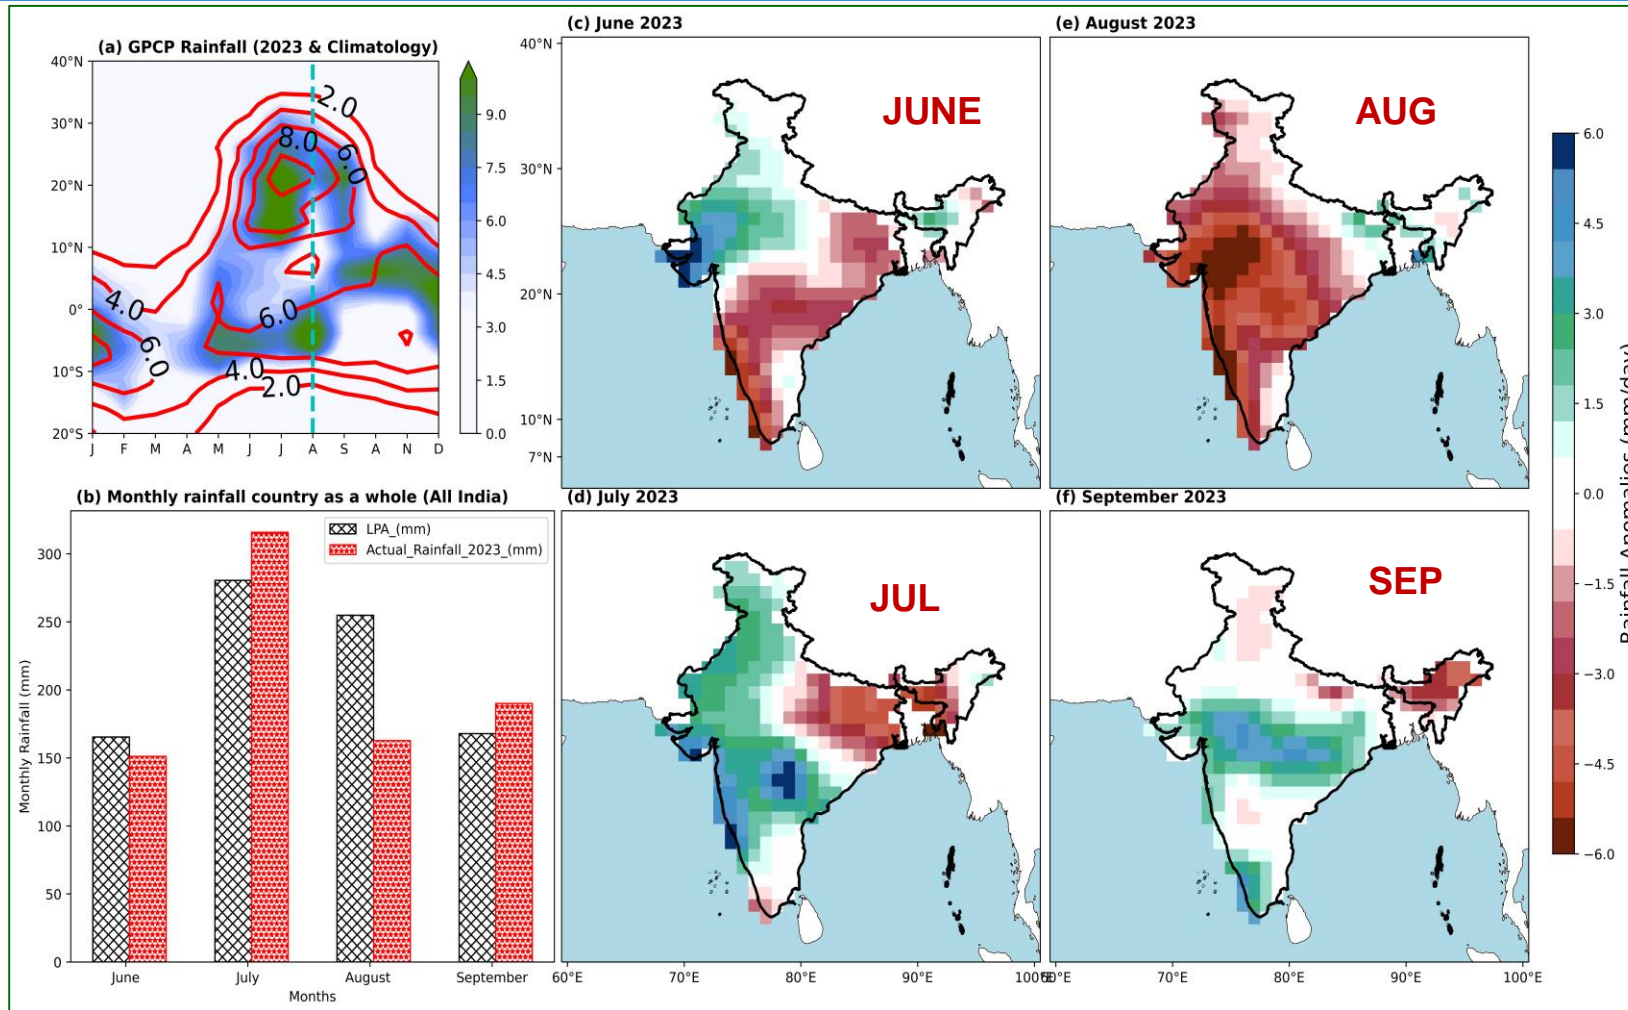 (a) GPCP Rainfall (2023 & Climatology)
40°N
30°N
20°N
10°N
0°
10°S
20°S
J F M A M J J A S O N D
2.0
8.0
6.0
4.0
6.0
6.0
4.0
2.0
9.0
7.5
6.0
4.5
3.0
1.5
0.0
(b) Monthly rainfall country as a whole (All India)
LPA_(mm)
Actual_Rainfall_2023_(mm)
Monthly Rainfall (mm)
300
250
200
150
100
50
0
June July August September
Months
(c) June 2023
JUNE
40°N
30°N
20°N
10°N
7°N
(d) July 2023
JUL
60°E 70°E 80°E 90°E
(e) August 2023
AUG
(f) September 2023
SEP
70°E 80°E 90°E 100°E
6.0
4.5
3.0
1.5
0.0
−1.5
−3.0
−4.5
−6.0
Rainfall Anomalies (mm/day)